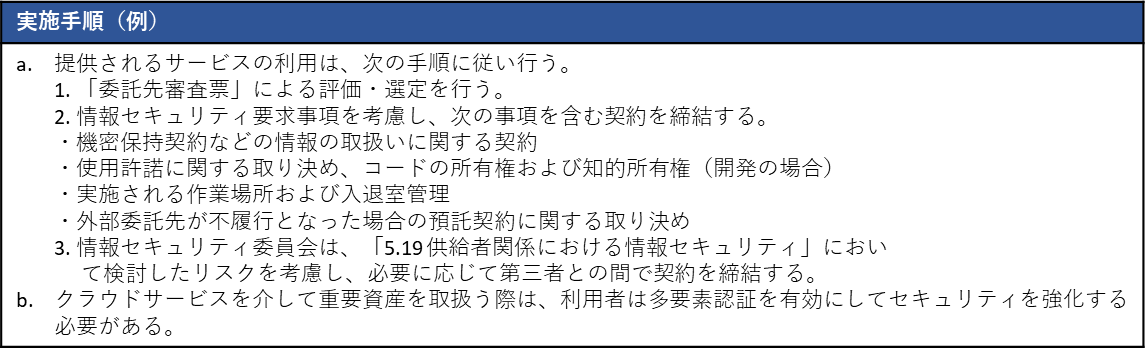 実施手順（例）
a. 提供されるサービスの利用は、次の手順に従い行う。
1. 「委託先審査票」による評価・選定を行う。
2. 情報セキュリティ要求事項を考慮し、次の事項を含む契約を締結する。
・機密保持契約などの情報の取扱いに関する契約
・使用許諾に関する取り決め、コードの所有権および知的所有権（開発の場合）
・実施される作業場所および入退室管理
・外部委託先が不履行となった場合の預託契約に関する取り決め
3. 情報セキュリティ委員会は、「5.19 供給者関係における情報セキュリティ」におい
て検討したリスクを考慮し、必要に応じて第三者との間で契約を締結する。
b. クラウドサービスを介して重要資産を取扱う際は、利用者は多要素認証を有効にしてセキュリティを強化する
必要がある。